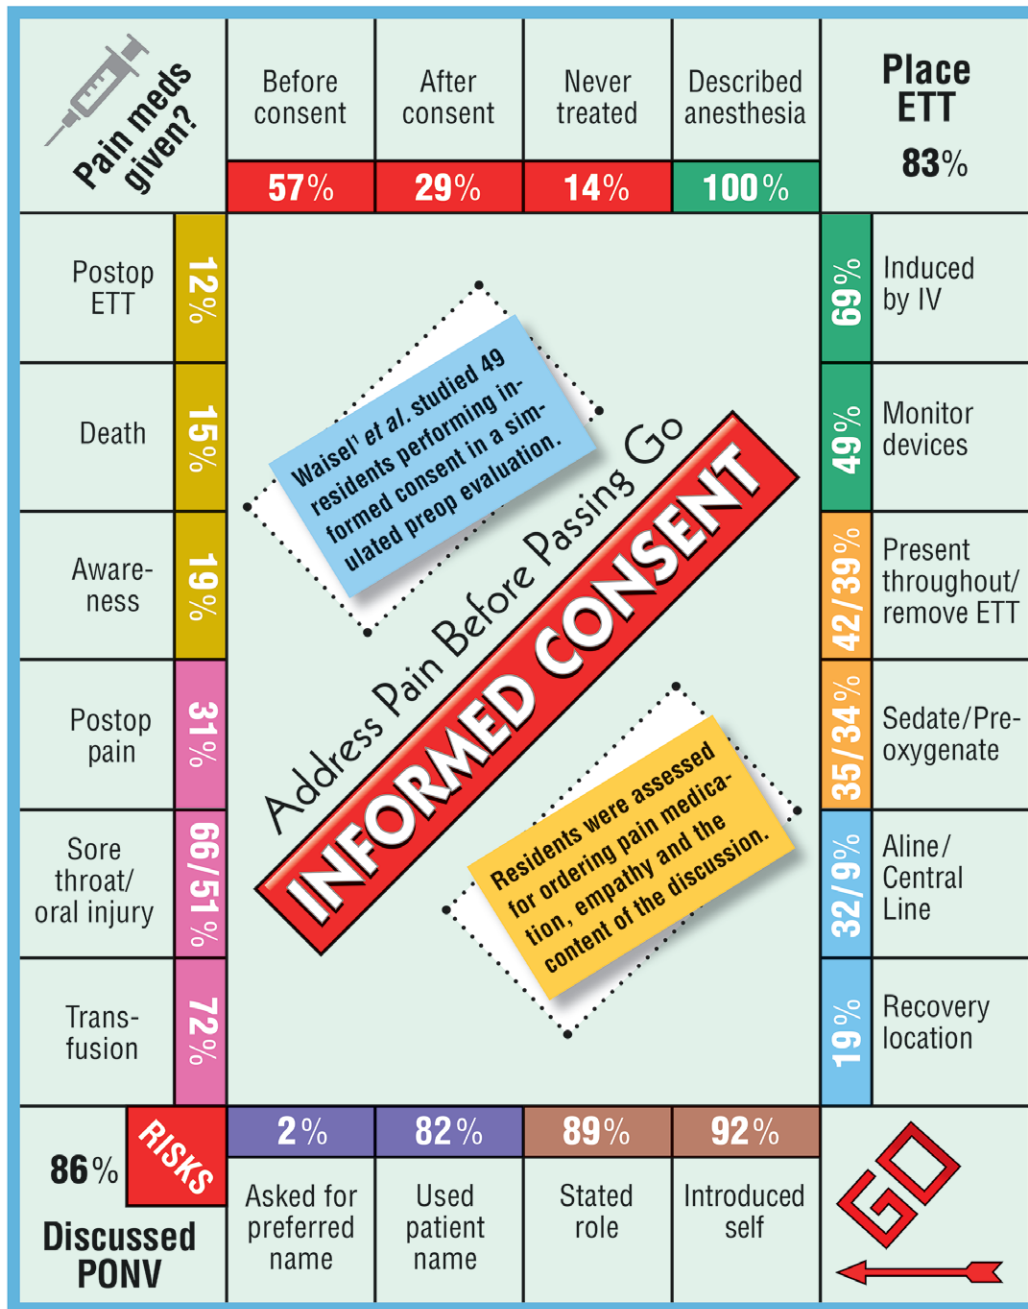 Pain meds
given?
Before
consent
57%
After
consent
29%
Never
treated
14%
Described
anesthesia
100%
Place
ETT
83%
Postop
ETT
12%
Death
15%
Aware-
ness
19%
Postop
pain
31%
Sore
throat/
oral injury
66/51%
Trans-
fusion
72%
Waisel¹ et al. studied 49
residents performing in-
formed consent in a sim-
ulated preop evaluation.
Address Pain Before Passing Go
INFORMED CONSENT
Residents were assessed
for ordering pain medica-
tion, empathy and the
content of the discussion.
69%
Induced
by IV
49%
Monitor
devices
42/39%
Present
throughout/
remove ETT
35/34%
Sedate/Pre-
oxygenate
32/9%
Aline/
Central
Line
19%
Recovery
location
86%
RISKS
Discussed
PONV
2%
Asked for
preferred
name
82%
Used
patient
name
89%
Stated
role
92%
Introduced
self
GO